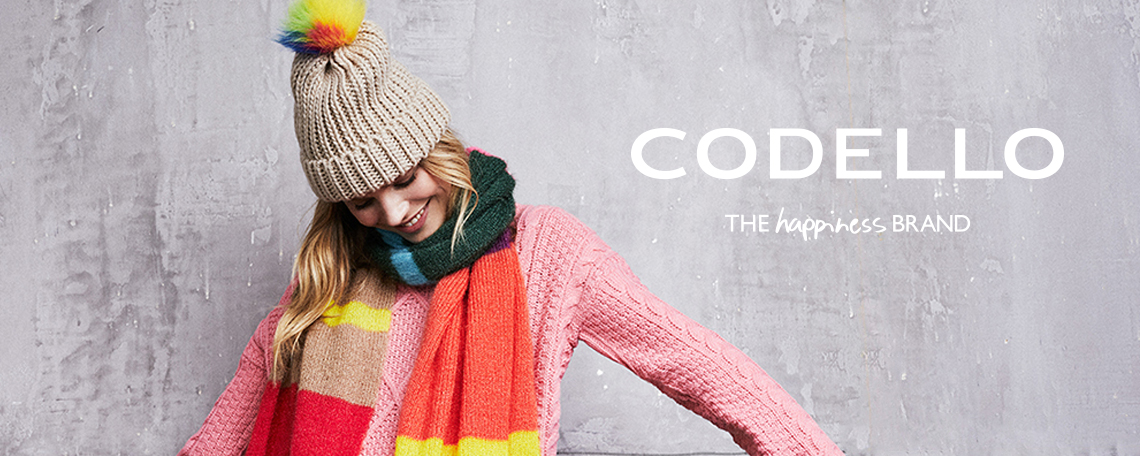 CODELLO
THE happiness BRAND